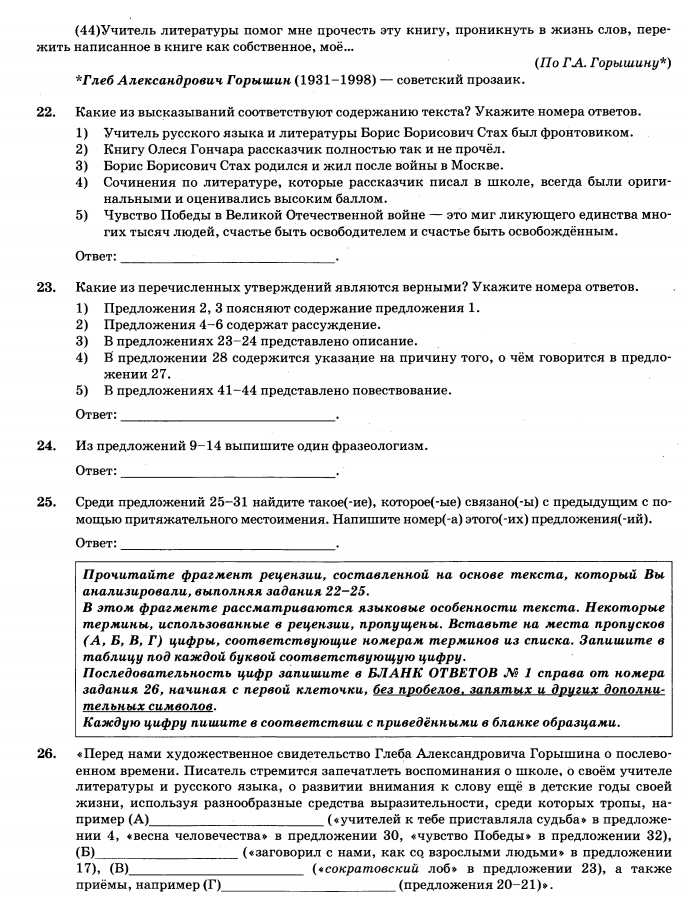 (44)Учитель литературы помог мне прочесть эту книгу, проникнуть в жизнь слов, пере-
жить написанное в книге как собственное, моё...
(По Г.А. Горышину*)
*Глеб Александрович Горышин (1931–1998) — советский прозаик.
22. Какие из высказываний соответствуют содержанию текста? Укажите номера ответов.
1) Учитель русского языка и литературы Борис Борисович Стах был фронтовиком.
2) Книгу Олеся Гончара рассказчик полностью так и не прочёл.
3) Борис Борисович Стах родился и жил после войны в Москве.
4) Сочинения по литературе, которые рассказчик писал в школе, всегда были ориги-
нальными и оценивались высоким баллом.
5) Чувство Победы в Великой Отечественной войне — это миг ликующего единства мно-
гих тысяч людей, счастье быть освободителем и счастье быть освобождённым.
Ответ: ____________________________.
23. Какие из перечисленных утверждений являются верными? Укажите номера ответов.
1) Предложения 2, 3 поясняют содержание предложения 1.
2) Предложения 4–6 содержат рассуждение.
3) В предложениях 23–24 представлено описание.
4) В предложении 28 содержится указание на причину того, о чём говорится в предло-
жении 27.
5) В предложениях 41–44 представлено повествование.
Ответ: ____________________________.
24. Из предложений 9–14 выпишите один фразеологизм.
Ответ: ____________________________.
25. Среди предложений 25–31 найдите такое(-ие), которое(-ые) связано(-ы) с предыдущим с по-
мощью притяжательного местоимения. Напишите номер(-а) этого(-их) предложения(-ий).
Ответ: ____________________________.
Прочитайте фрагмент рецензии, составленной на основе текста, который Вы
анализировали, выполняя задания 22–25.
В этом фрагменте рассматриваются языковые особенности текста. Некоторые
термины, использованные в рецензии, пропущены. Вставьте на места пропусков
(А, Б, В, Г) цифры, соответствующие номерам терминов из списка. Запишите в
таблицу под каждой буквой соответствующую цифру.
Последовательность цифр запишите в БЛАНК ОТВЕТОВ № 1 справа от номера
задания 26, начиная с первой клеточки, без пробелов, запятых и других дополни-
тельных символов.
Каждую цифру пишите в соответствии с приведёнными в бланке образцами.
26. «Перед нами художественное свидетельство Глеба Александровича Горышина о послево-
енном времени. Писатель стремится запечатлеть воспоминания о школе, о своём учителе
литературы и русского языка, о развитии внимания к слову ещё в детские годы своей
жизни, используя разнообразные средства выразительности, среди которых тропы, на-
пример (А)______________________ («учителей к тебе приставляла судьба» в предложе-
нии 4, «весна человечества» в предложении 30, «чувство Победы» в предложении 32),
(Б)__________________ («заговорил с нами, как со взрослыми людьми» в предложении
17), (В)______________________ («сократовский лоб» в предложении 23), а также
приёмы, например (Г)______________________ (предложения 20–21)».